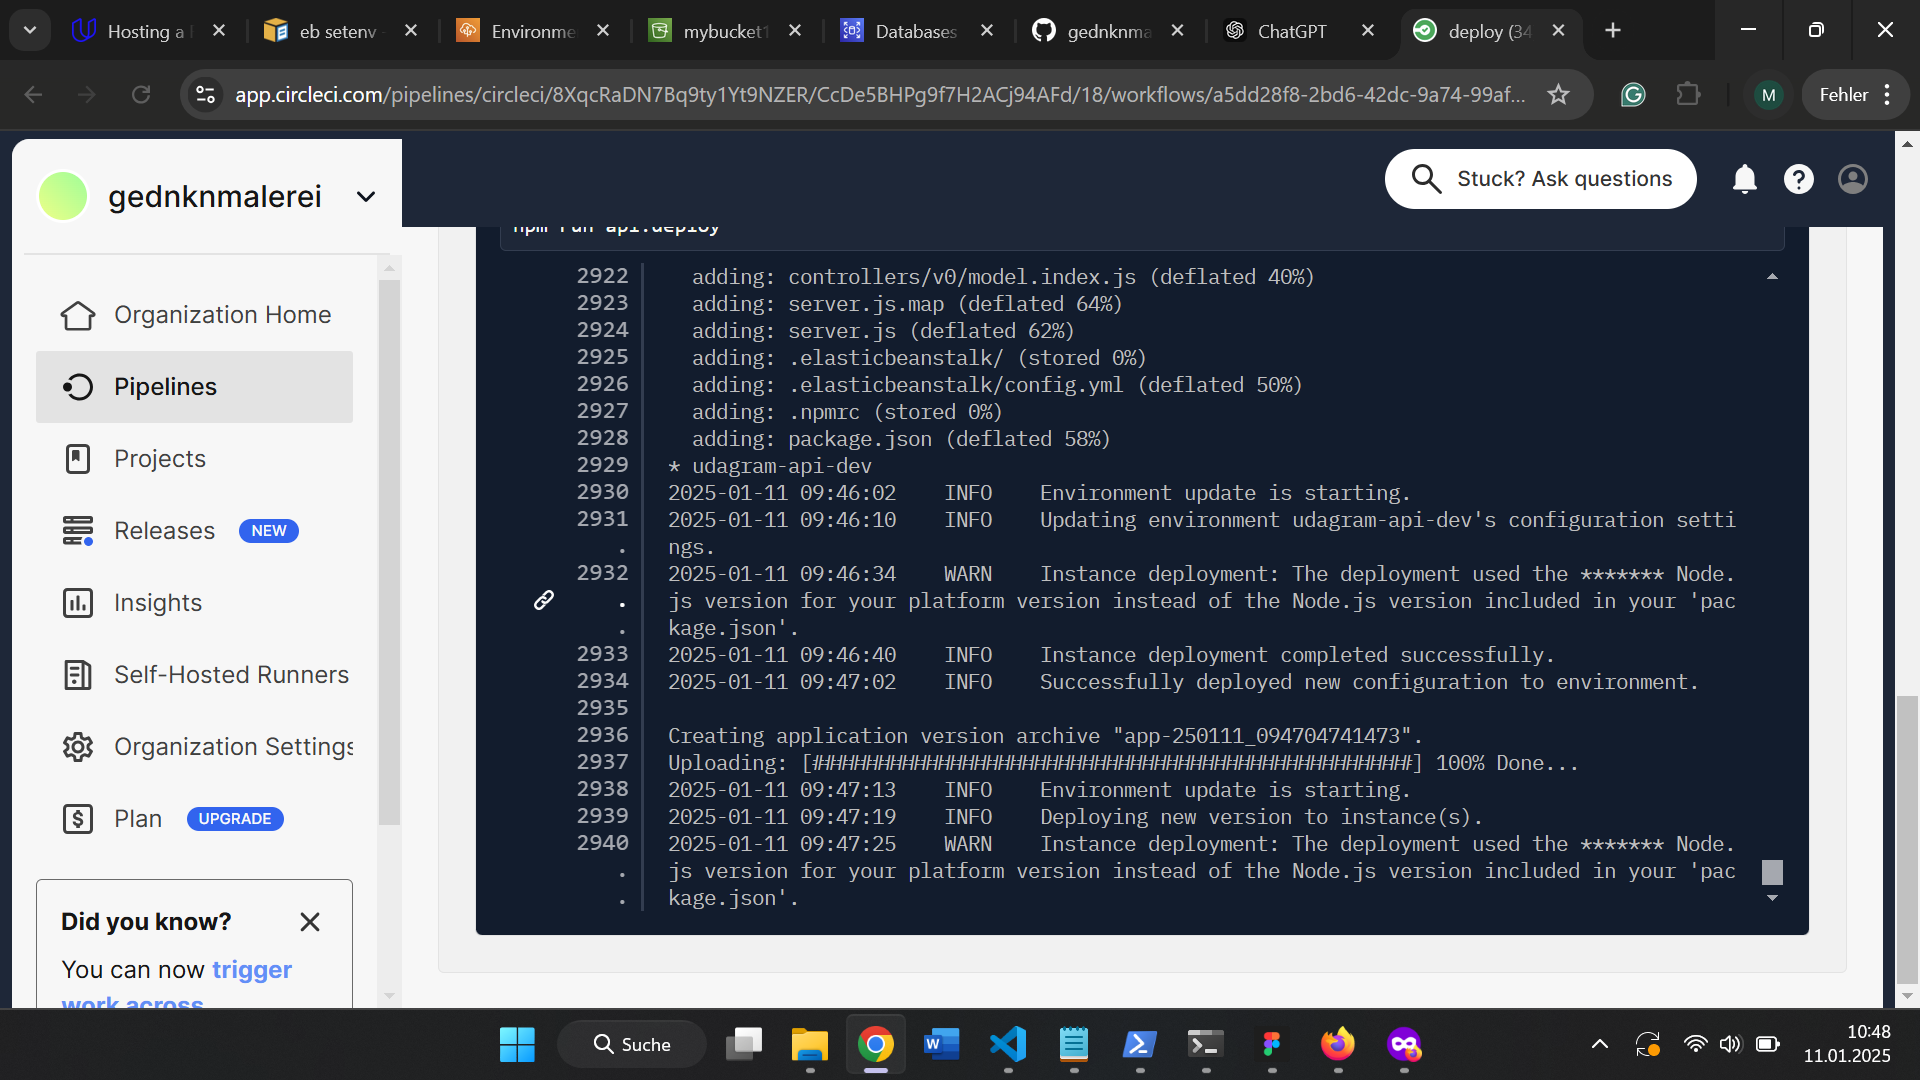 Hosting a
eb setenv
Environme
mybucket1
Databases
gednknma
ChatGPT
deploy (34
app.circleci.com/pipelines/circleci/8XqcRaDN7Bq9ty1Yt9NZER/CcDe5BHPg9f7H2ACj94AFd/18/workflows/a5dd28f8-2bd6-42dc-9a74-99af...
M
Fehler
gednknmalerei
Stuck? Ask questions
Organization Home
Pipelines
Projects
Releases NEW
Insights
Self-Hosted Runners
Organization Settings
Plan UPGRADE
Did you know?
You can now trigger
work across
npm run api:deploy
2922 adding: controllers/v0/model.index.js (deflated 40%)
2923 adding: server.js.map (deflated 64%)
2924 adding: server.js (deflated 62%)
2925 adding: .elasticbeanstalk/ (stored 0%)
2926 adding: .elasticbeanstalk/config.yml (deflated 50%)
2927 adding: .npmrc (stored 0%)
2928 adding: package.json (deflated 58%)
2929 * udagram-api-dev
2930 2025-01-11 09:46:02 INFO Environment update is starting.
2931 2025-01-11 09:46:10 INFO Updating environment udagram-api-dev's configuration setti
. ngs.
2932 2025-01-11 09:46:34 WARN Instance deployment: The deployment used the ******* Node.
. js version for your platform version instead of the Node.js version included in your 'pac
. kage.json'.
2933 2025-01-11 09:46:40 INFO Instance deployment completed successfully.
2934 2025-01-11 09:47:02 INFO Successfully deployed new configuration to environment.
2935
2936 Creating application version archive "app-250111_094704741473".
2937 Uploading: [##################################################] 100% Done...
2938 2025-01-11 09:47:13 INFO Environment update is starting.
2939 2025-01-11 09:47:19 INFO Deploying new version to instance(s).
2940 2025-01-11 09:47:25 WARN Instance deployment: The deployment used the ******* Node.
. js version for your platform version instead of the Node.js version included in your 'pac
. kage.json'.
Suche
10:48
11.01.2025